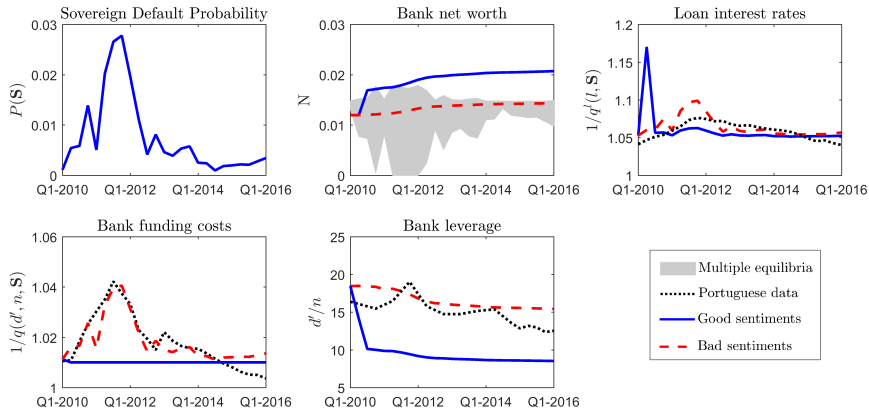 Sovereign Default Probability
0.03
0.02
0.01
0
P(S)
Q1-2010 Q1-2012 Q1-2014 Q1-2016
Bank net worth
0.03
0.02
0.01
0
N
Q1-2010 Q1-2012 Q1-2014 Q1-2016
Loan interest rates
1.2
1.15
1.1
1.05
1
1/q^l(l, S)
Q1-2010 Q1-2012 Q1-2014 Q1-2016
Bank funding costs
1.06
1.04
1.02
1
1/q(d′, n, S)
Q1-2010 Q1-2012 Q1-2014 Q1-2016
Bank leverage
25
20
15
10
5
d′/n
Q1-2010 Q1-2012 Q1-2014 Q1-2016
Multiple equilibria
Portuguese data
Good sentiments
Bad sentiments